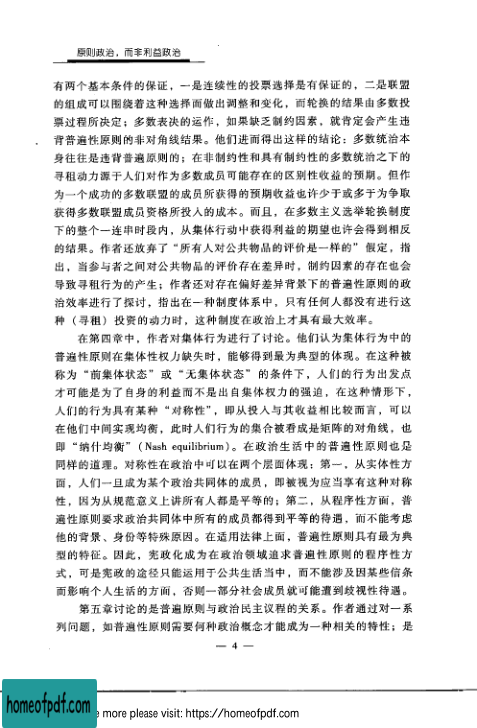 原则政治，而非利益政治
有两个基本条件的保证，一是连续性的投票选择是有保证的，二是联盟
的组成可以围绕着这种选择而做出调整和变化，而轮换的结果由多数投
票过程所决定；多数表决的运作，如果缺乏制约因素，就肯定会产生违
背普遍性原则的非对角线结果。他们进而得出这样的结论：多数统治本
身往往是违背普遍原则的；在非制约性和具有制约性的多数统治之下的
寻租动力源于人们对作为多数成员可能存在的区别性收益的预期。但作
为一个成功的多数联盟的成员所获得的预期收益也许少于或多于为争取
获得多数联盟成员资格所投入的成本。而且，在多数主义选举轮换制度
下的整个一连串时段内，从集体行动中获得利益的期望也许会得到相反
的结果。作者还放弃了“所有人对公共物品的评价是一样的”假定，指
出，当参与者之间对公共物品的评价存在差异时，制约因素的存在也会
导致寻租行为的产生；作者还对存在偏好差异背景下的普遍性原则的政
治效率进行了探讨，指出在一种制度体系中，只有任何人都没有进行这
种（寻租）投资的动力时，这种制度在政治上才具有最大效率。
在第四章中，作者对集体行为进行了讨论。他们认为集体行为中的
普遍性原则在集体性权力缺失时，能够得到最为典型的体现。在这种被
称为“前集体状态”或“无集体状态”的条件下，人们的行为出发点
才可能是为了自身的利益而不是出自集体权力的强迫，在这种情形下，
人们的行为具有某种“对称性”，即从投入与其收益相比较而言，可以
在他们中间实现均衡，此时人们行为的集合被看成是矩阵的对角线，也
即“纳什均衡”（Nash equilibrium）。在政治生活中的普遍性原则也是
同样的道理。对称性在政治中可以在两个层面体现：第一，从实体性方
面，人们一旦成为某个政治共同体的成员，即被视为应当享有这种对称
性，因为从规范意义上讲所有人都是平等的；第二，从程序性方面，普
遍性原则要求政治共同体中所有的成员都得到平等的待遇，而不能考虑
他的背景、身份等特殊原因。在适用法律上面，普遍性原则具有最为典
型的特征。因此，宪政化成为在政治领域追求普遍性原则的程序性方
式，可是宪政的途径只能运用于公共生活当中，而不能涉及因某些信条
而影响个人生活的方面，否则一部分社会成员就可能遭到歧视性待遇。
第五章讨论的是普遍原则与政治民主议程的关系。作者通过对一系
列问题，如普遍性原则需要何种政治概念才能成为一种相关的特性；是
— 4 —
homeofpdf.com
e more please visit: https://homeofpdf.com